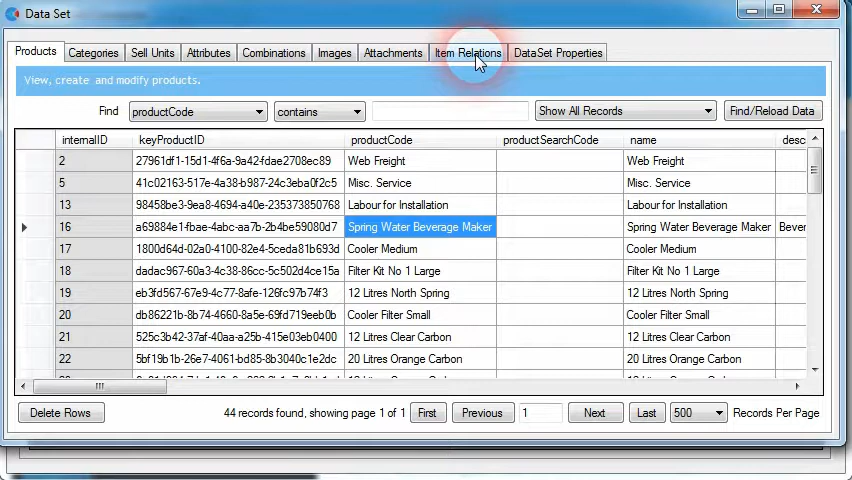 Data Set
Products Categories Sell Units Attributes Combinations Images Attachments Item Relations DataSet Properties
View, create and modify products.
Find productCode contains Show All Records Find/Reload Data
internalID keyProductID productCode productSearchCode name desc
2 27961df1-15d1-4f6a-9a42-fdae2708ec89 Web Freight Web Freight
5 41c02163-517e-4a38-b987-24c3eba0f2c5 Misc. Service Misc. Service
13 98458be3-9ea8-4694-a40e-235373850768 Labour for Installation Labour for Installation
16 a69884e1-fbae-4abc-aa7b-2b4be59080d7 Spring Water Beverage Maker Spring Water Beverage Maker Bever
17 1800d64d-02a0-4100-82e4-5ceda81b693d Cooler Medium Cooler Medium
18 dadac967-60a3-4c38-86cc-5c502d4ce15a Filter Kit No 1 Large Filter Kit No 1 Large
19 eb3fd567-67e9-4c77-8afe-126fc97b74f3 12 Litres North Spring 12 Litres North Spring
20 db86221b-8b74-4660-8a5e-69fd719eeb0f Cooler Filter Small Cooler Filter Small
21 525c3b42-37af-40aa-a25b-415e03eb0400 12 Litres Clear Carbon 12 Litres Clear Carbon
22 5bf19b1b-26e7-4061-bd85-8b3040c1e2dc 20 Litres Orange Carbon 20 Litres Orange Carbon
Delete Rows 44 records found, showing page 1 of 1 First Previous 1 Next Last 500 Records Per Page